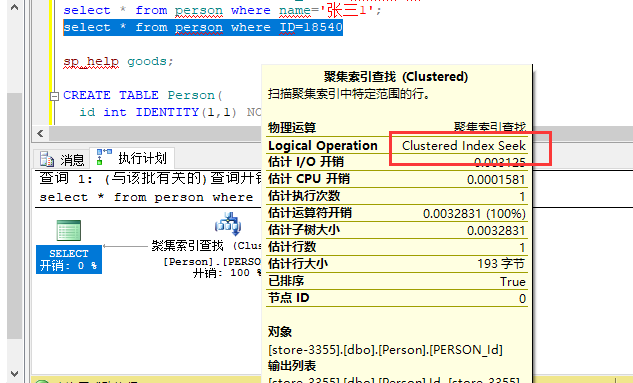 select * from person where name='张三1';
select * from person where ID=18540
sp_help goods;
CREATE TABLE Person(
id int IDENTITY(1,1) NO
消息
执行计划
查询 1: (与该批有关的)查询开销
select * from person where
SELECT
开销: 0 %
聚集索引查找 (Clus
[Person].[PERSO
开销: 100 %
聚集索引查找 (Clustered)
扫描聚集索引中特定范围的行。
物理运算 聚集索引查找
Logical Operation Clustered Index Seek
估计 I/O 开销 0.003125
估计 CPU 开销 0.0001581
估计执行次数 1
估计运算符开销 0.0032831 (100%)
估计子树大小 0.0032831
估计行数 1
估计行大小 193 字节
已排序 True
节点 ID 0
对象
[store-3355].[dbo].[Person].[PERSON_Id]
输出列表
[store-3355].[dbo].[Person].Id, [store-3355]